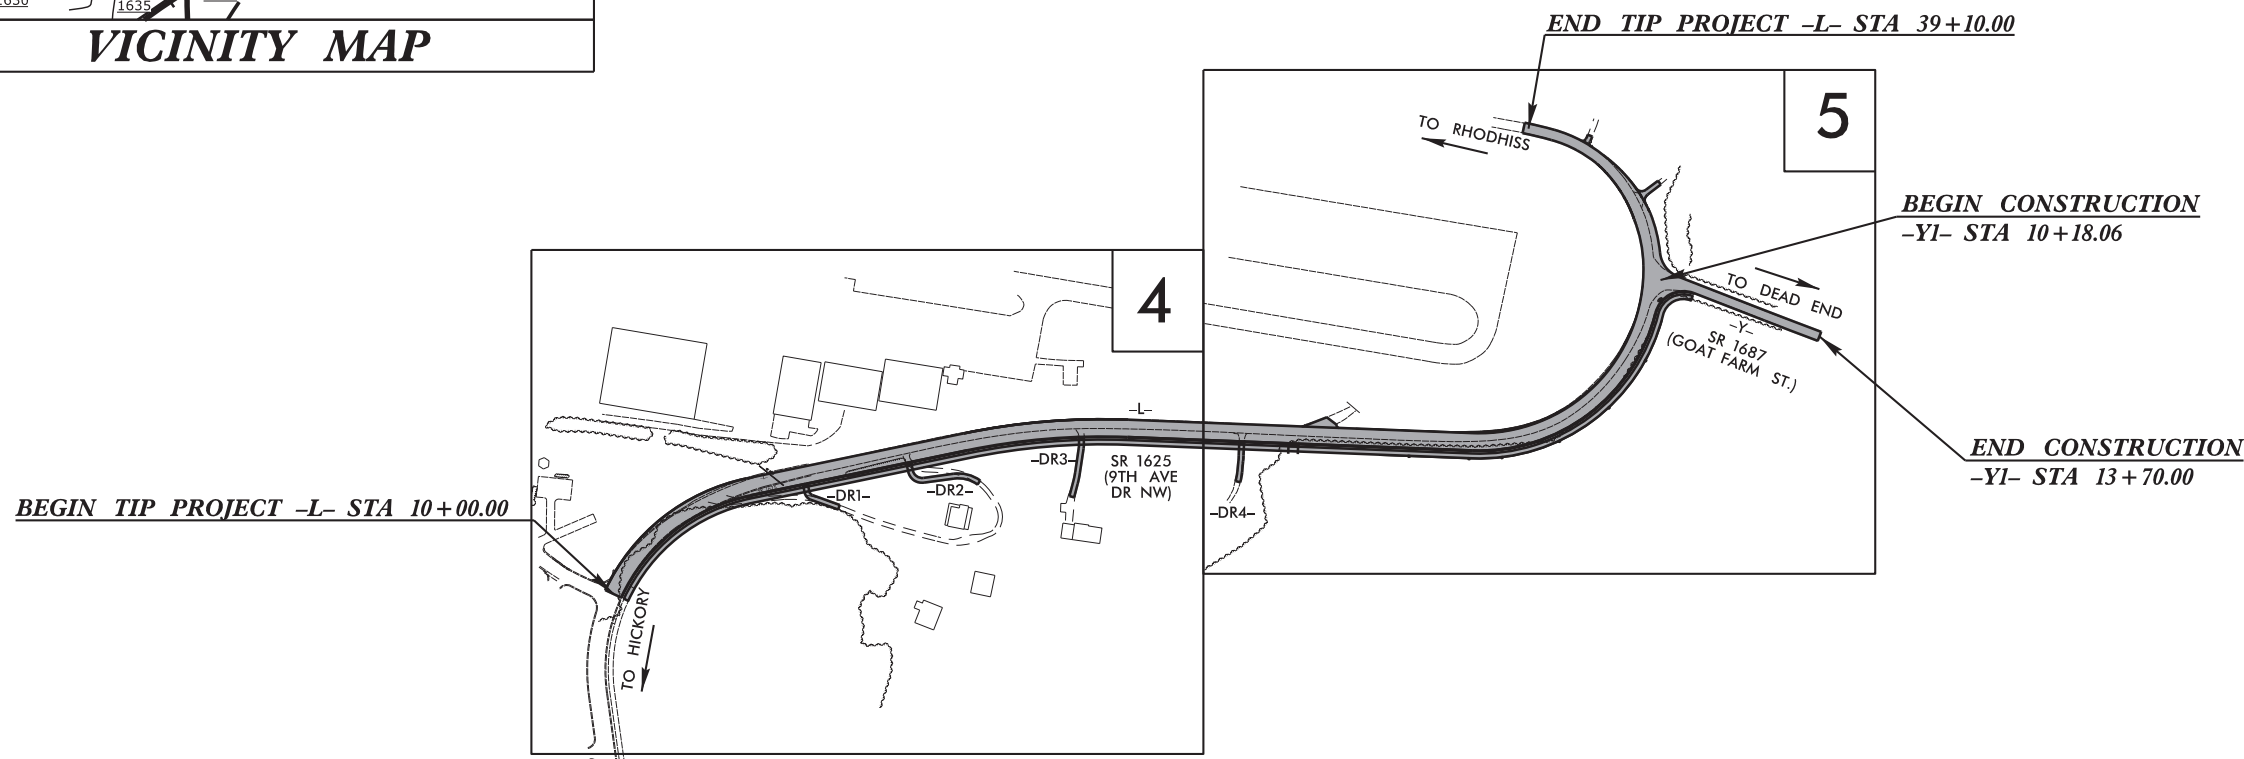 1635
VICINITY MAP
END TIP PROJECT –L– STA 39+10.00
5
TO RHODHISS
BEGIN CONSTRUCTION
–Y1– STA 10+18.06
4
TO DEAD END
–Y–
SR 1687
(GOAT FARM ST.)
–L–
–DR3–
SR 1625
(9TH AVE
DR NW)
END CONSTRUCTION
–Y1– STA 13+70.00
–DR1–
–DR2–
–DR4–
BEGIN TIP PROJECT –L– STA 10+00.00
TO HICKORY